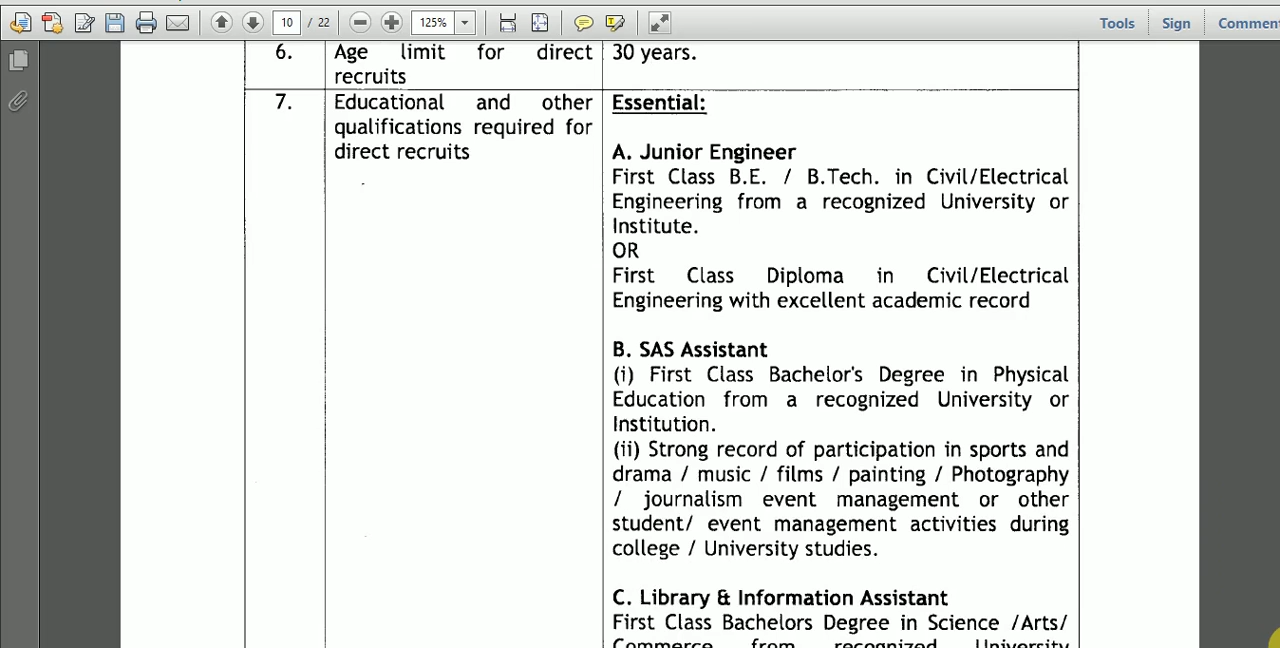 10 / 22
125%
Tools
Sign
Commen
6. Age limit for direct recruits
30 years.
7. Educational and other
qualifications required for
direct recruits
Essential:
A. Junior Engineer
First Class B.E. / B.Tech. in Civil/Electrical
Engineering from a recognized University or
Institute.
OR
First Class Diploma in Civil/Electrical
Engineering with excellent academic record
B. SAS Assistant
(i) First Class Bachelor's Degree in Physical
Education from a recognized University or
Institution.
(ii) Strong record of participation in sports and
drama / music / films / painting / Photography
/ journalism event management or other
student/ event management activities during
college / University studies.
C. Library & Information Assistant
First Class Bachelors Degree in Science /Arts/
Commerce from recognized University